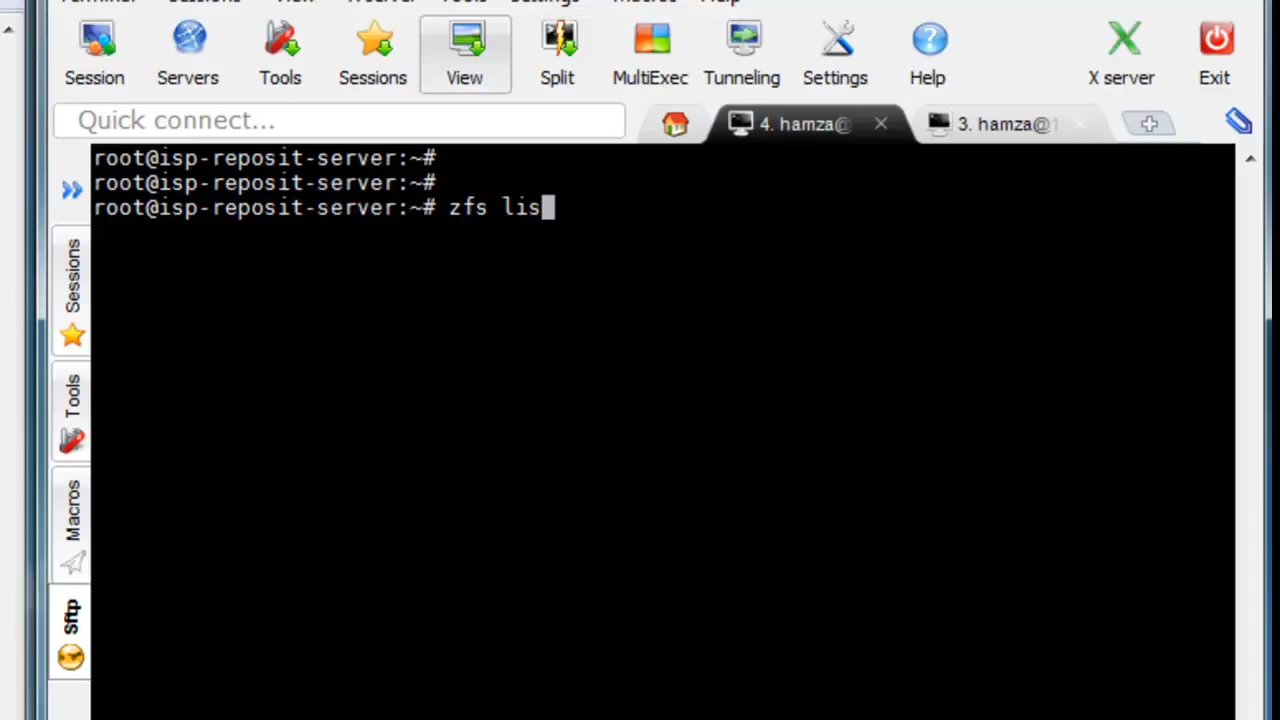 Session Servers Tools Sessions View Split MultiExec Tunneling Settings Help X server Exit
Quick connect... 4. hamza@ 3. hamza@1
root@isp-reposit-server:~#
root@isp-reposit-server:~#
root@isp-reposit-server:~# zfs lis
Sessions
Tools
Macros
Sftp